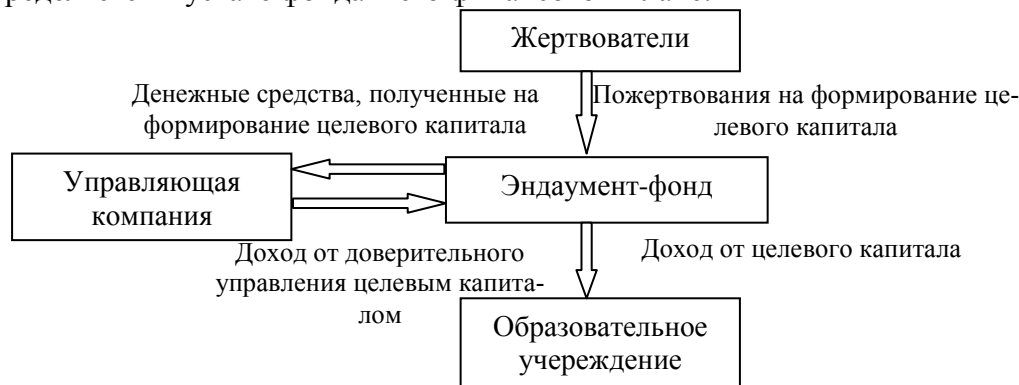 Жертвователи
Денежные средства, полученные на
формирование целевого капитала
Пожертвования на формирование це-
левого капитала
Управляющая
компания
Эндаумент-фонд
Доход от доверительного
управления целевым капита-
лом
Доход от целевого капитала
Образовательное
учереждение